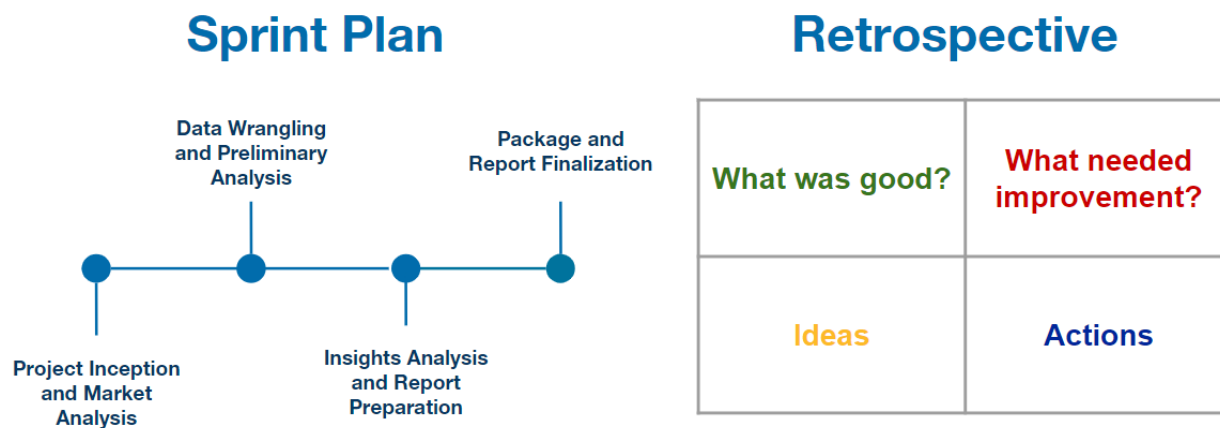 Sprint Plan
Data Wrangling
and Preliminary
Analysis
Package and
Report Finalization
Project Inception
and Market
Analysis
Insights Analysis
and Report
Preparation
Retrospective
What was good?
What needed
improvement?
Ideas
Actions